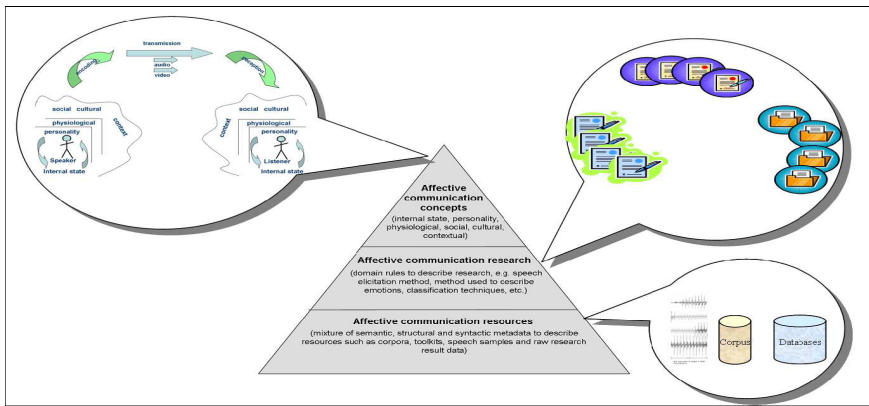 transmission
encoding
audio
video
reception
social cultural
physiological
personality
context
Speaker
Internal state
social cultural
physiological
personality
context
Listener
Internal state
Affective
communication
concepts
(internal state, personality,
physiological, social, cultural,
contextual)
Affective communication research
(domain rules to describe research, e.g. speech
elicitation method, method used to cescribe
emotions, classification techniques, etc.)
Affective communication resources
(mixture of semantic, structural and syntactic metadata to describe
resources such as corpora, toolkits, speech samples and raw research
result data)
Corpus
Databases